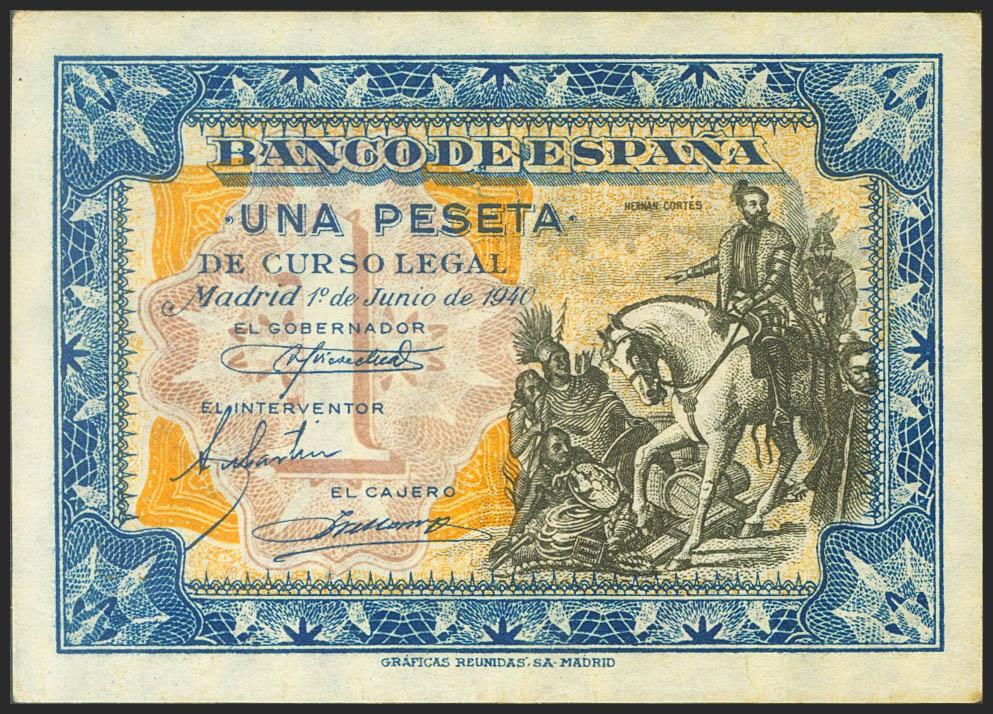 BANCO DE ESPAÑA
·UNA PESETA·
HERNAN CORTES
DE CURSO LEGAL
Madrid 1º de Junio de 1940
EL GOBERNADOR
EL INTERVENTOR
EL CAJERO
1
GRÁFICAS REUNIDAS, S.A- MADRID